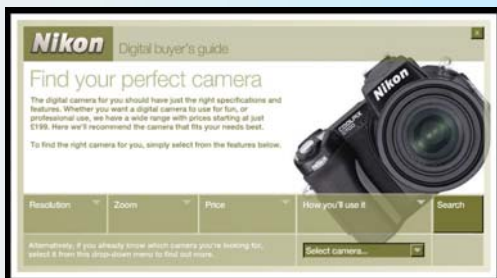 Nikon Digital buyer's guide
Find your perfect camera
The digital camera for you should have just the right specifications and
features. Whether you want a digital camera to use for fun, or
professional use, we have a wide range with prices starting at just
£199. Here we'll recommend the camera that fits your needs best.
To find the right camera for you, simply select from the features below.
Nikon
COOLPIX
Resolution Zoom Price How you'll use it Search
Alternatively, if you already know which camera you're looking for,
select it from this drop-down menu to find out
more.
Select camera...